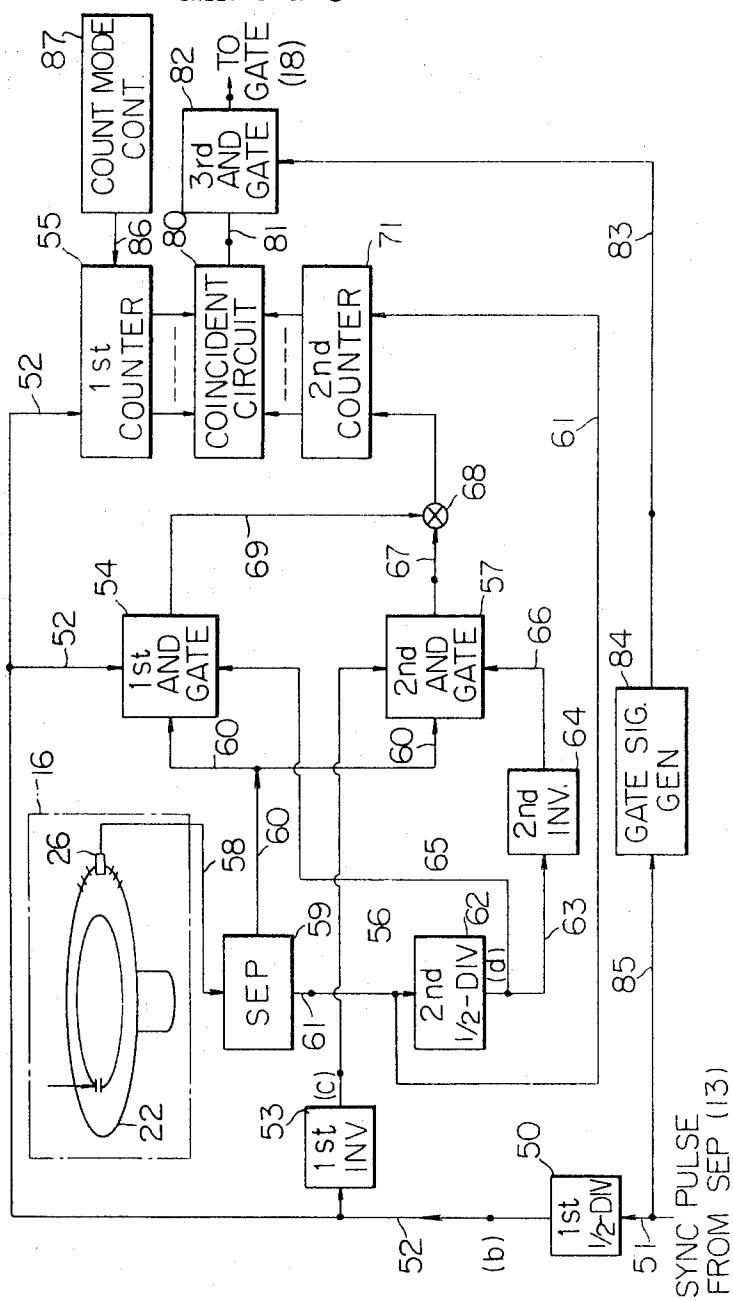 87
COUNT MODE
CONT
86
55
1st
COUNTER
52
80
COINCIDENT
CIRCUIT
81
82
3rd
AND
GATE
TO
GATE
(18)
71
2nd
COUNTER
83
61
54
1st
AND
GATE
52
69
68
67
57
2nd
AND
GATE
60
60
66
60
16
26
22
58
59
SEP
61
65
56
62
2nd
1/2-DIV
(d)
63
64
2nd
INV.
84
GATE SIG.
GEN
53
1st
INV.
(c)
52
(b)
50
1st
1/2-DIV
51
85
SYNC PULSE
FROM SEP (13)